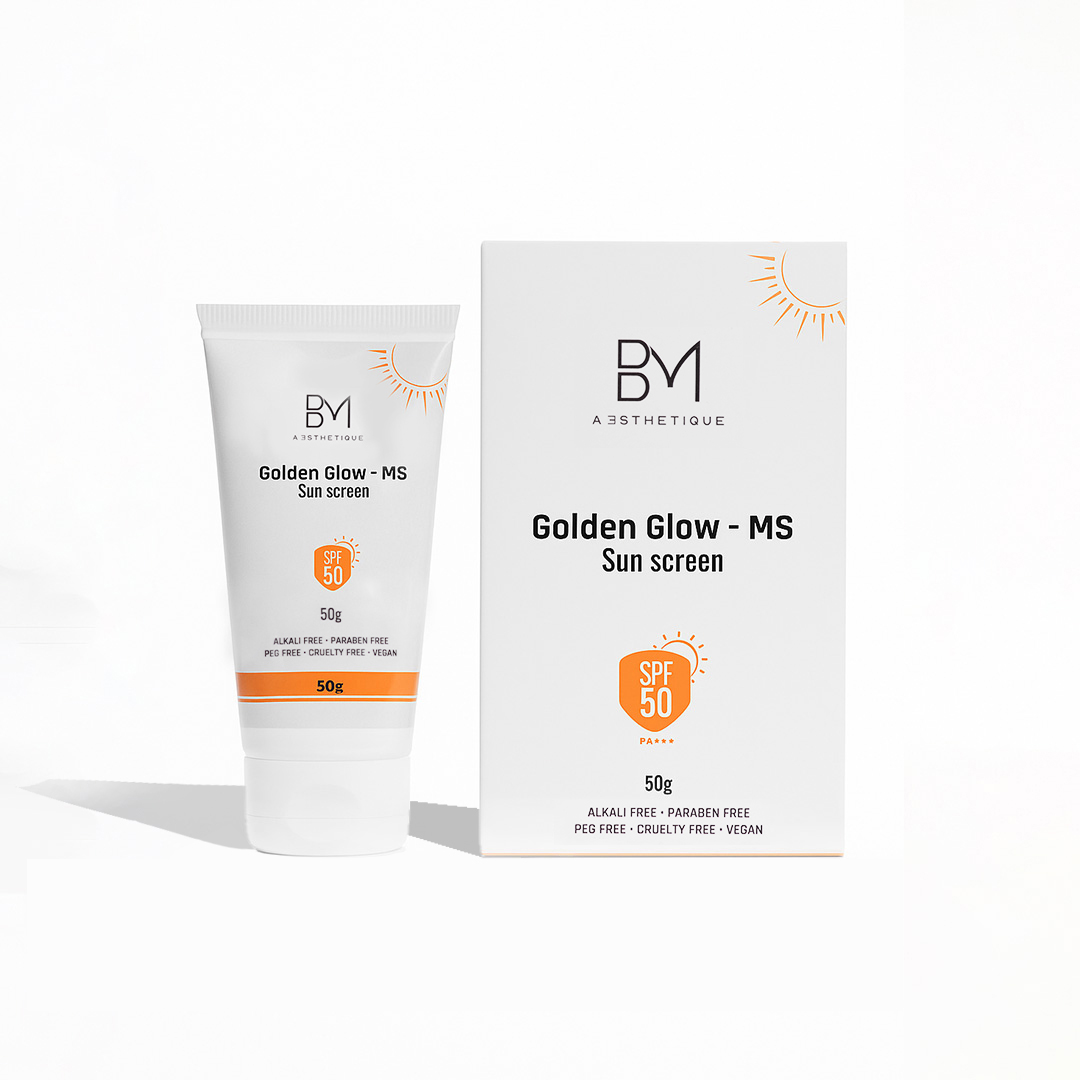 BM
AƎSTHETIQUE
Golden Glow - MS
Sun screen
SPF
50
50g
ALKALI FREE • PARABEN FREE
PEG FREE • CRUELTY FREE • VEGAN
50g
BM
AƎSTHETIQUE
Golden Glow - MS
Sun screen
SPF
50
PA★★★
50g
ALKALI FREE • PARABEN FREE
PEG FREE • CRUELTY FREE • VEGAN